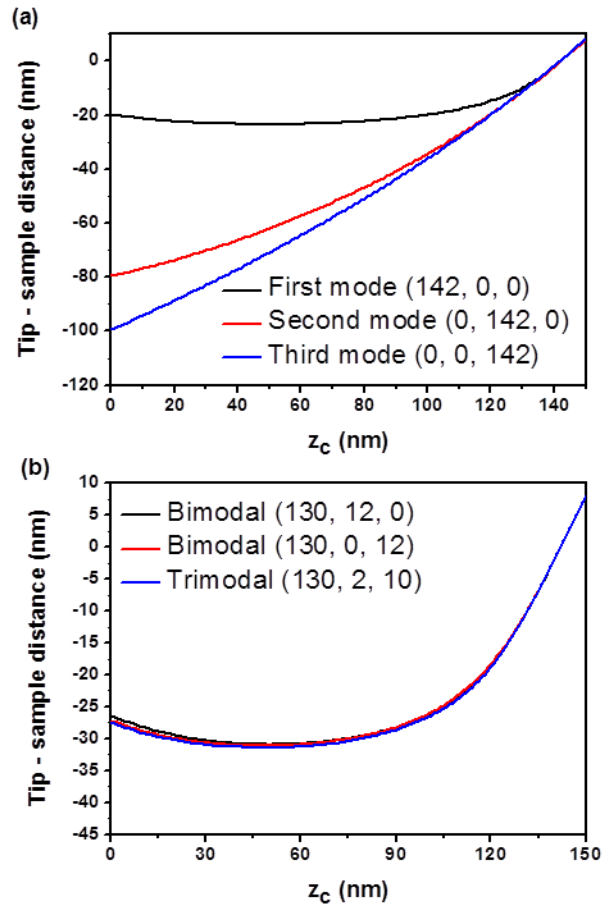 (a)
0
-20
-40
-60
-80
-100
-120
Tip - sample distance (nm)
First mode (142, 0, 0)
Second mode (0, 142, 0)
Third mode (0, 0, 142)
0 20 40 60 80 100 120 140
zc (nm)
(b)
10
5
0
-5
-10
-15
-20
-25
-30
-35
-40
-45
Tip - sample distance (nm)
Bimodal (130, 12, 0)
Bimodal (130, 0, 12)
Trimodal (130, 2, 10)
0 30 60 90 120 150
zc (nm)